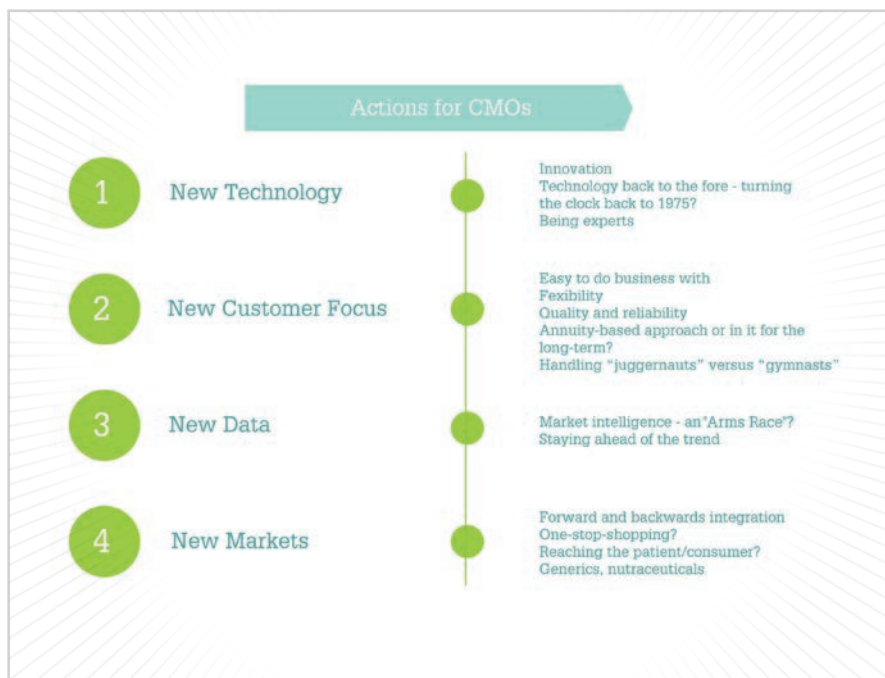 Actions for CMOs
1
New Technology
Innovation
Technology back to the fore - turning
the clock back to 1975?
Being experts
2
New Customer Focus
Easy to do business with
Fexibility
Quality and reliability
Annuity-based approach or in it for the
long-term?
Handling “juggernauts” versus “gymnasts”
3
New Data
Market intelligence - an"Arms Race"?
Staying ahead of the trend
4
New Markets
Forward and backwards integration
One-stop-shopping?
Reaching the patient/consumer?
Generics, nutraceuticals